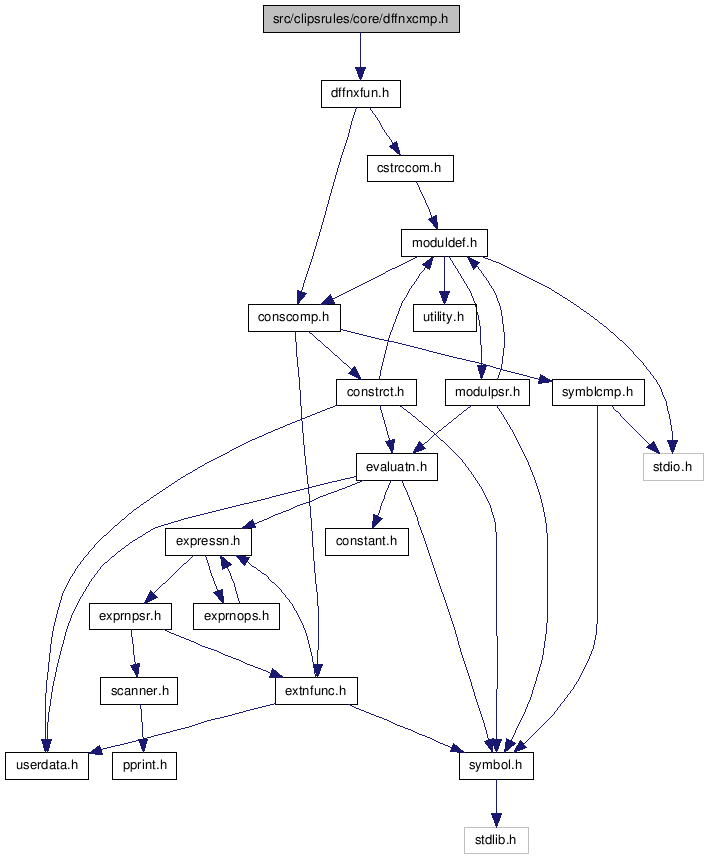 src/clipsrules/core/dffnxcmp.h
dffnxfun.h
cstrccom.h
moduldef.h
conscomp.h
utility.h
constrct.h
modulpsr.h
symblcmp.h
evaluatn.h
stdio.h
expressn.h
constant.h
exprnpsr.h
exprnops.h
scanner.h
extnfunc.h
userdata.h
pprint.h
symbol.h
stdlib.h